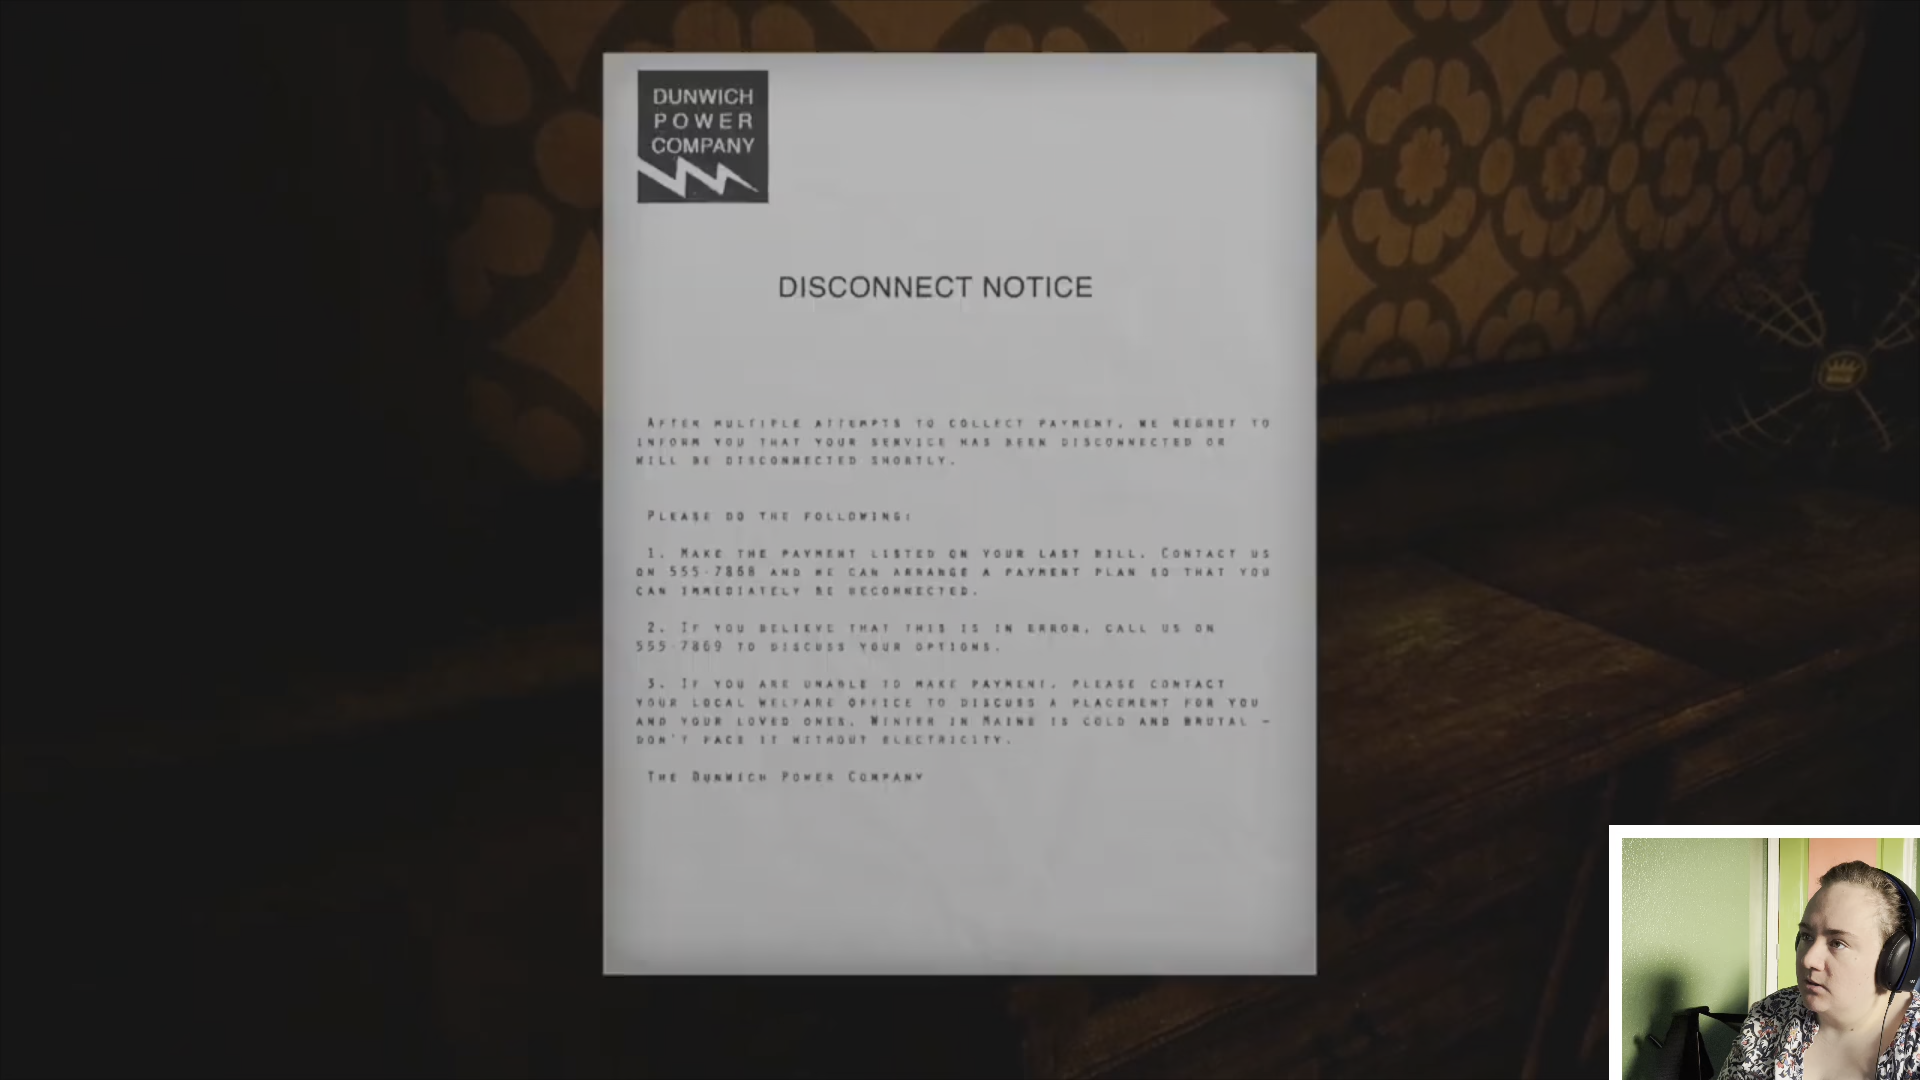 DUNWICH
POWER
COMPANY
DISCONNECT NOTICE
AFTER MULTIPLE ATTEMPTS TO COLLECT PAYMENT, WE REGRET TO
INFORM YOU THAT YOUR SERVICE HAS BEEN DISCONNECTED OR
WILL BE DISCONNECTED SHORTLY.
PLEASE DO THE FOLLOWING:
1. MAKE THE PAYMENT LISTED ON YOUR LAST BILL. CONTACT US
ON 555-7868 AND WE CAN ARRANGE A PAYMENT PLAN SO THAT YOU
CAN IMMEDIATELY BE RECONNECTED.
2. IF YOU BELIEVE THAT THIS IS IN ERROR, CALL US ON
555-7869 TO DISCUSS YOUR OPTIONS.
3. IF YOU ARE UNABLE TO MAKE PAYMENT, PLEASE CONTACT
YOUR LOCAL WELFARE OFFICE TO DISCUSS A PLACEMENT FOR YOU
AND YOUR LOVED ONES. WINTER IN MAINE IS COLD AND BRUTAL –
DON'T FACE IT WITHOUT ELECTRICITY.
THE DUNWICH POWER COMPANY